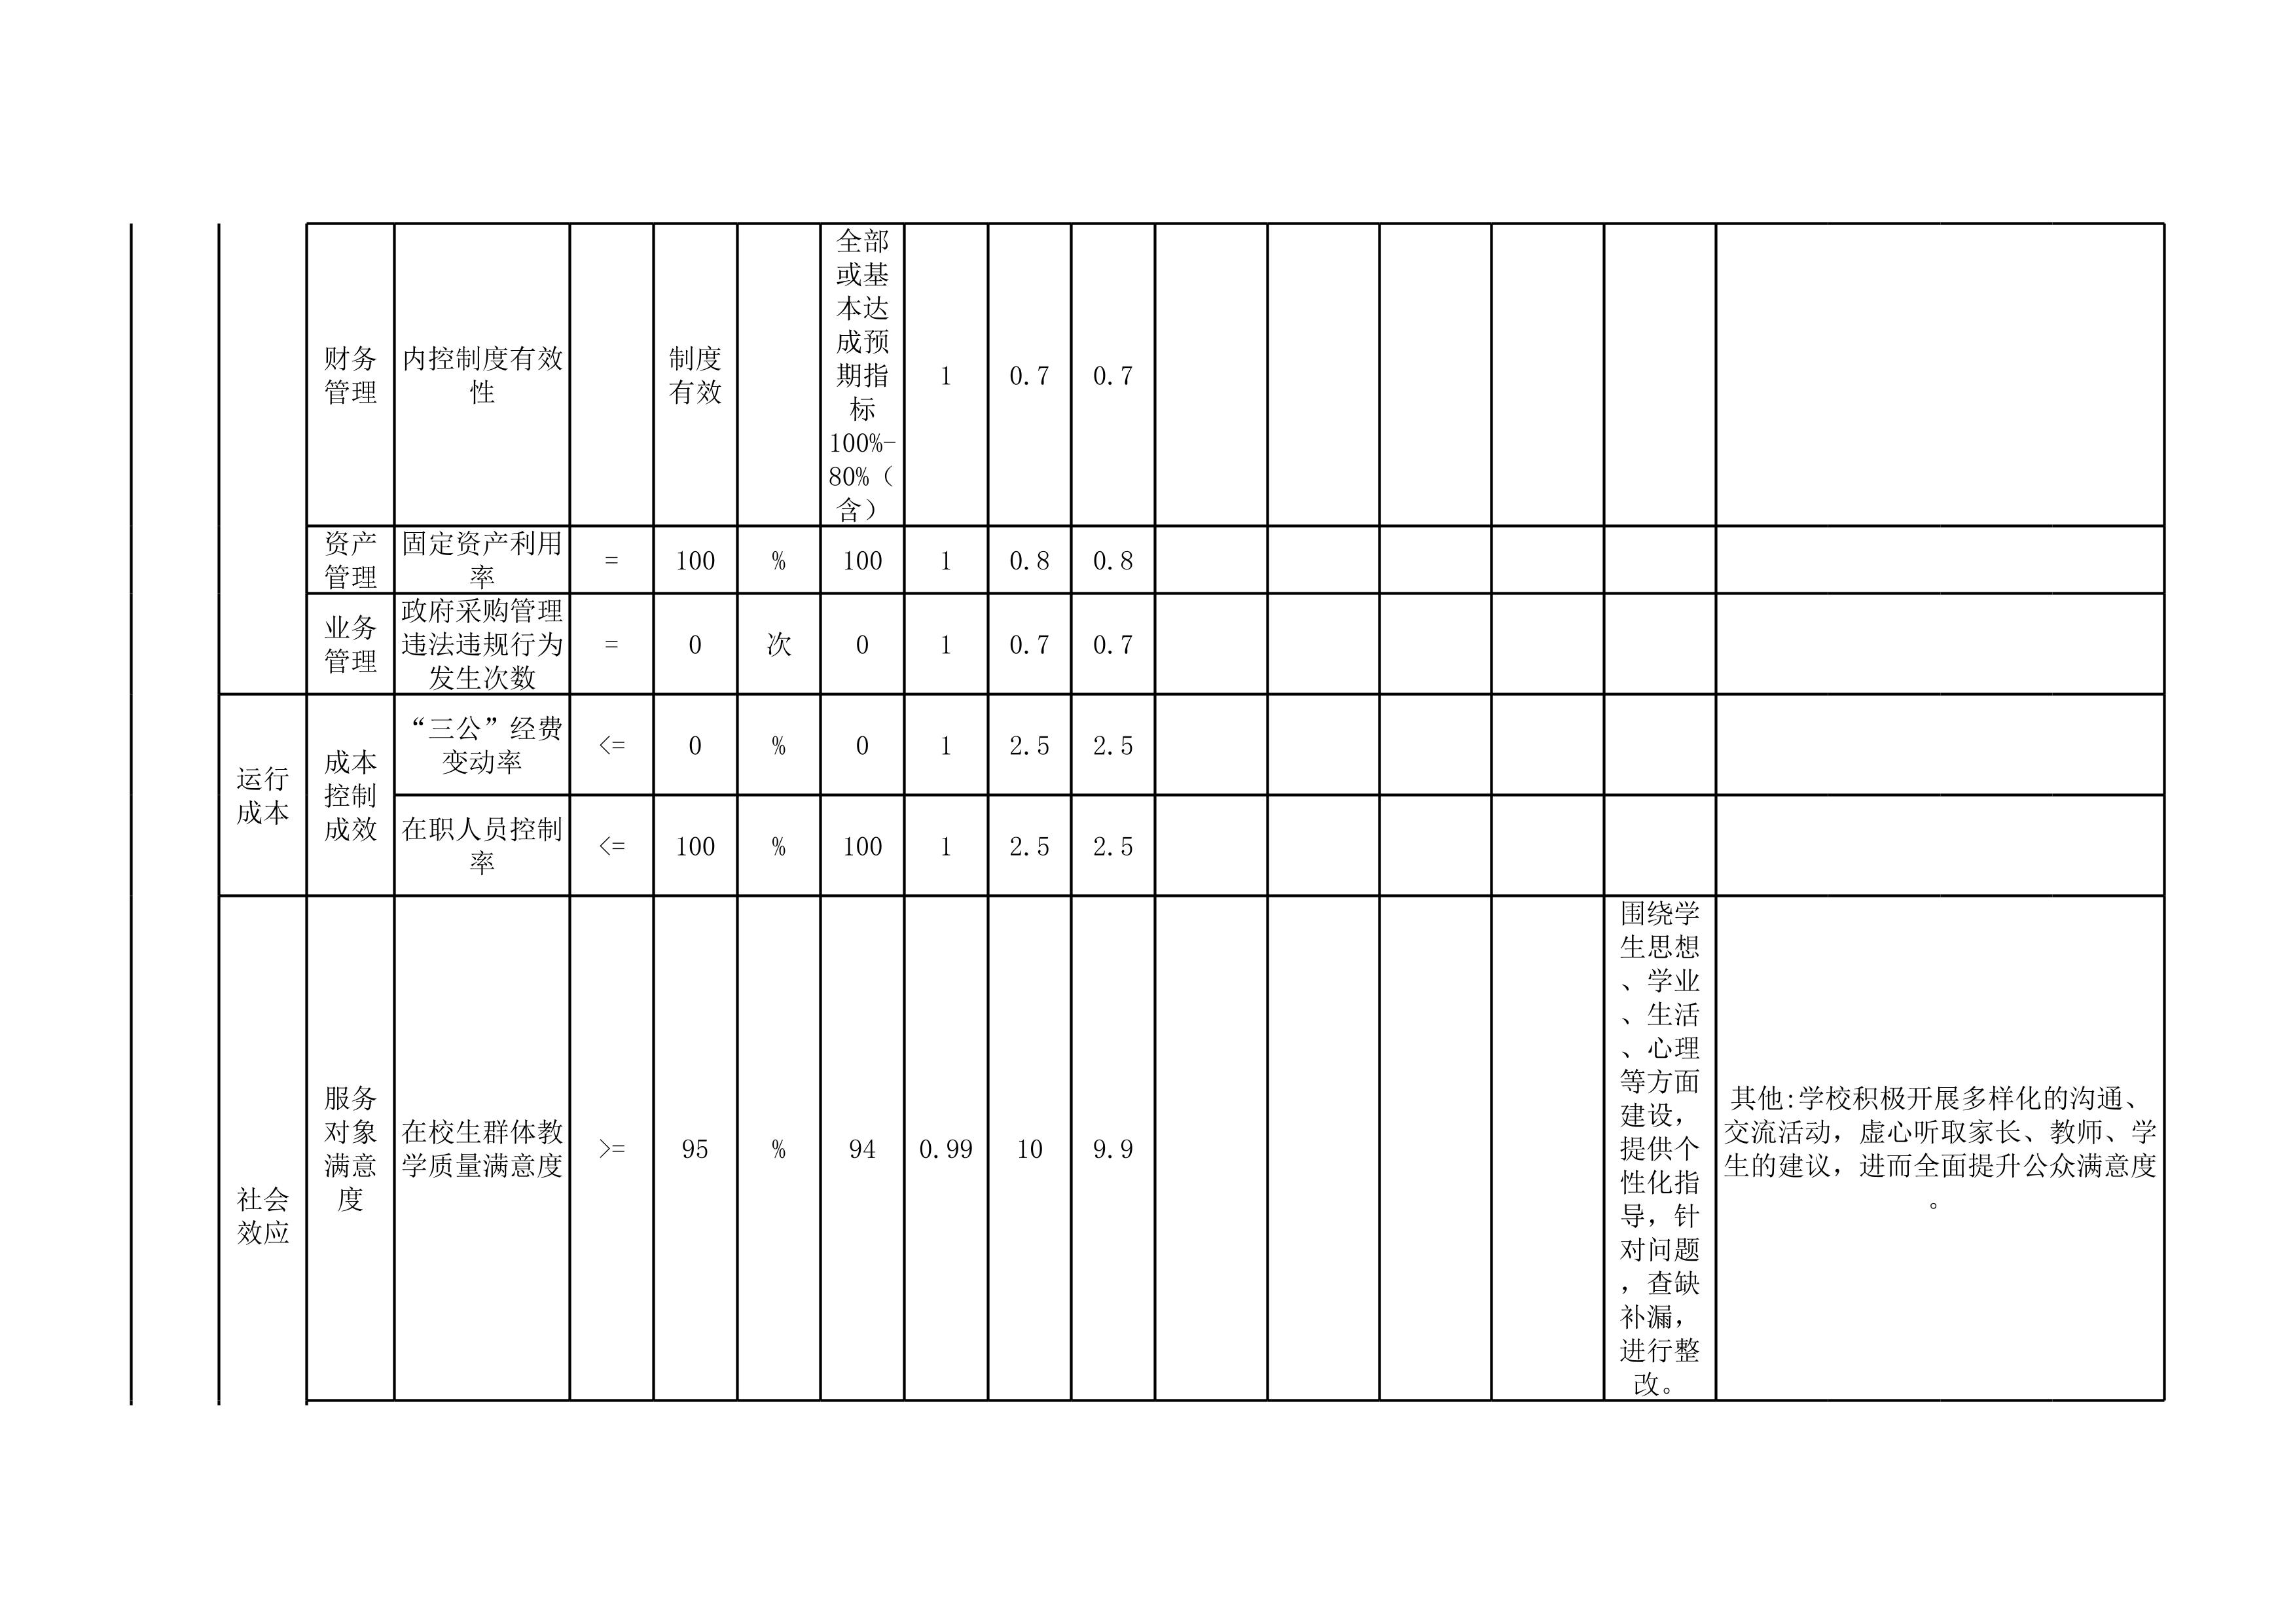 财务
管理
内控制度有效
性
制度
有效
全部
或基
本达
成预
期指
标
100%-
80%（
含）
1
0.7
0.7
资产
管理
固定资产利用
率
=
100
%
100
1
0.8
0.8
业务
管理
政府采购管理
违法违规行为
发生次数
=
0
次
0
1
0.7
0.7
运行
成本
成本
控制
成效
“三公”经费
变动率
<=
0
%
0
1
2.5
2.5
在职人员控制
率
<=
100
%
100
1
2.5
2.5
社会
效应
服务
对象
满意
度
在校生群体教
学质量满意度
>=
95
%
94
0.99
10
9.9
围绕学
生思想
、学业
、生活
、心理
等方面
建设，
提供个
性化指
导，针
对问题
，查缺
补漏，
进行整
改。
其他:学校积极开展多样化的沟通、
交流活动，虚心听取家长、教师、学
生的建议，进而全面提升公众满意度
。